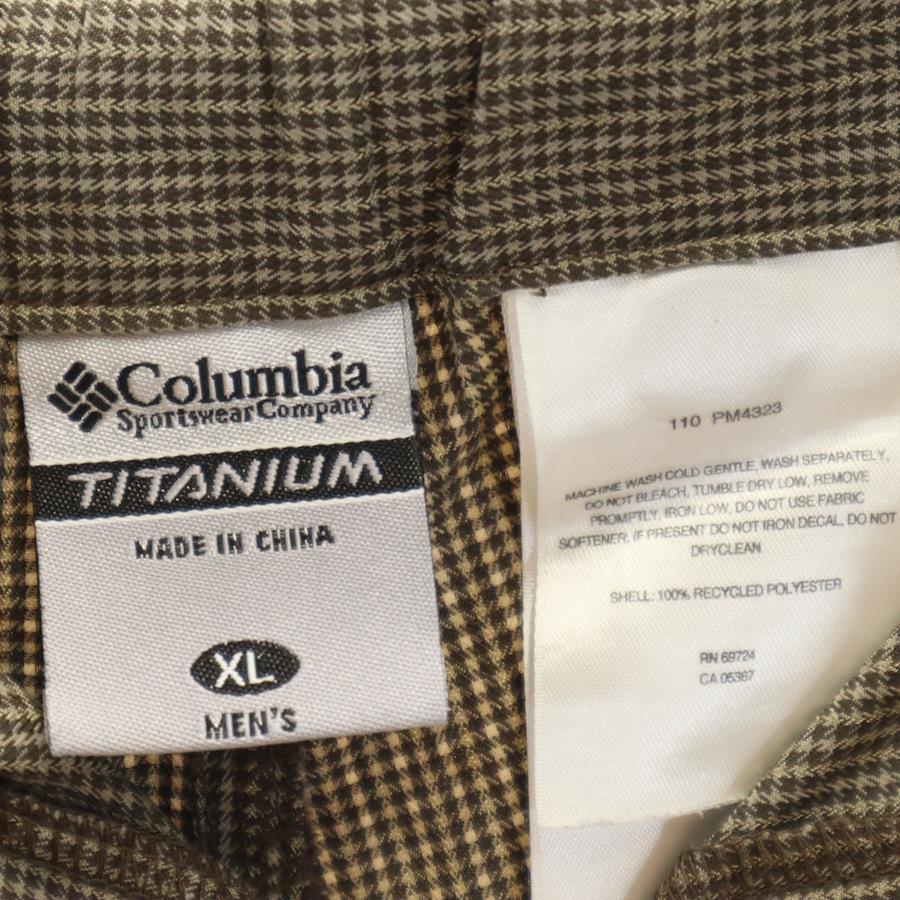 Columbia
Sportswear Company
TITANIUM
MADE IN CHINA
XL
MEN'S
110 PM4323
MACHINE WASH COLD GENTLE, WASH SEPARATELY,
DO NOT BLEACH, TUMBLE DRY LOW, REMOVE
PROMPTLY, IRON LOW, DO NOT USE FABRIC
SOFTENER. IF PRESENT DO NOT IRON DECAL, DO NOT
DRYCLEAN
SHELL: 100% RECYCLED POLYESTER
RN 69724
CA 05367